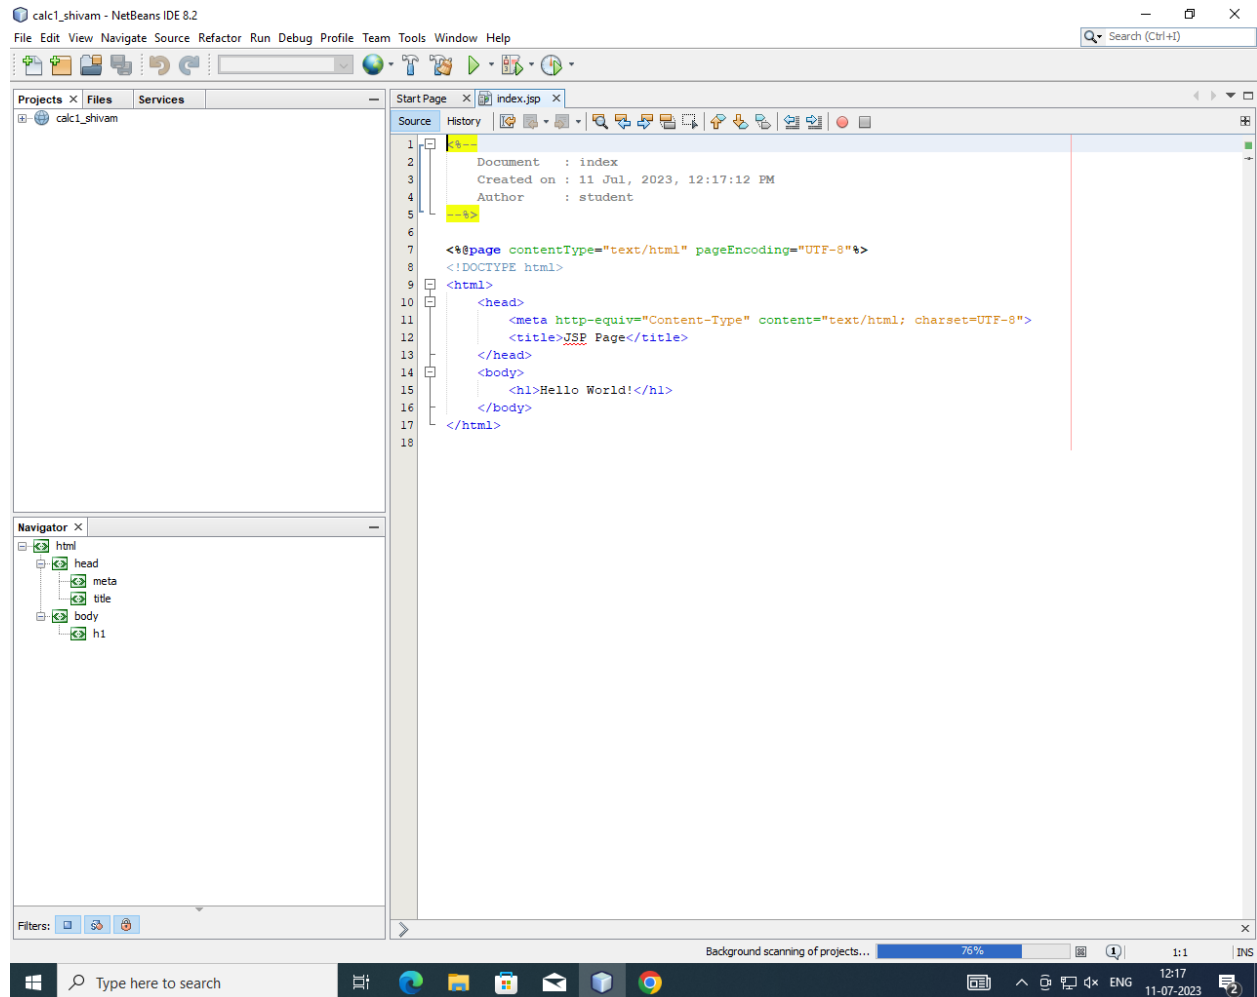 calc1_shivam - NetBeans IDE 8.2
File Edit View Navigate Source Refactor Run Debug Profile Team Tools Window Help
Search (Ctrl+I)
Projects Files Services
calc1_shivam
Start Page index.jsp
Source History
1 <%--
2 Document : index
3 Created on : 11 Jul, 2023, 12:17:12 PM
4 Author : student
5 --%>
6
7 <%@page contentType="text/html" pageEncoding="UTF-8"%>
8 <!DOCTYPE html>
9 <html>
10 <head>
11 <meta http-equiv="Content-Type" content="text/html; charset=UTF-8">
12 <title>JSP Page</title>
13 </head>
14 <body>
15 <h1>Hello World!</h1>
16 </body>
17 </html>
18
Navigator
html
head
meta
title
body
h1
Filters:
Background scanning of projects... 76% 1 1:1 INS
Type here to search
ENG
12:17
11-07-2023
2